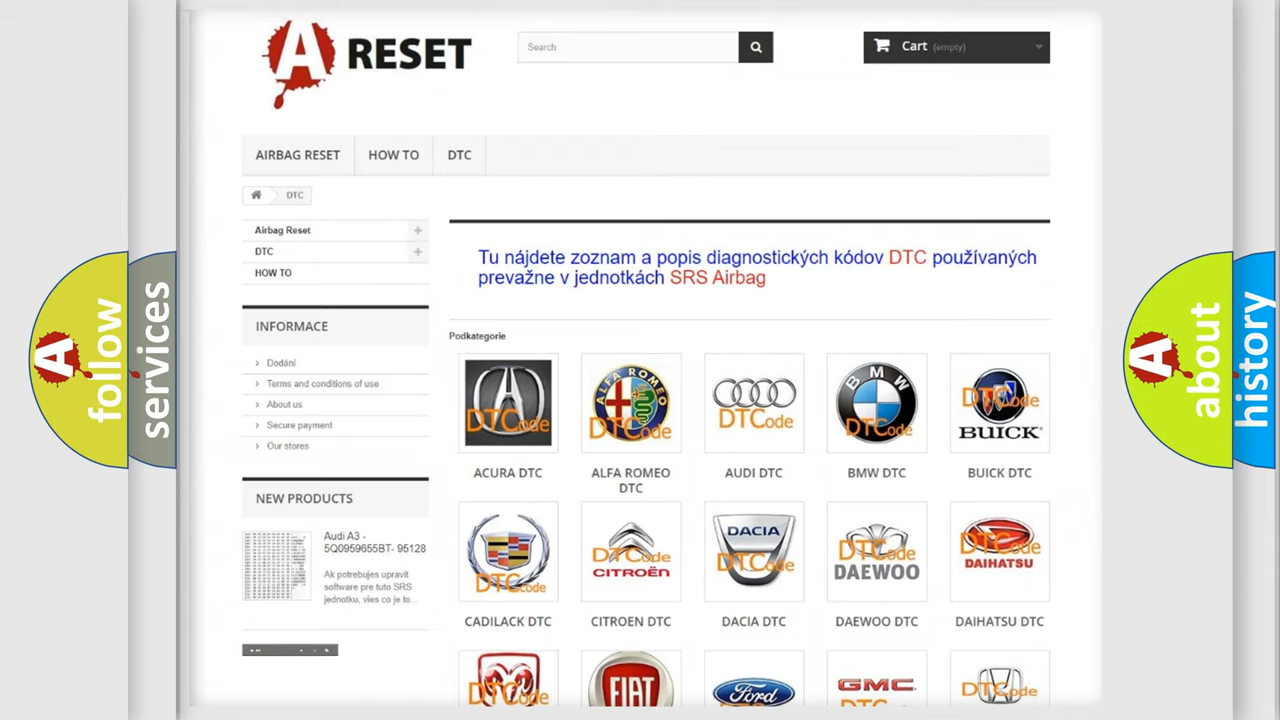 A RESET
Search
Cart (empty)
AIRBAG RESET
HOW TO
DTC
DTC
Airbag Reset
DTC
HOW TO
Tu nájdete zoznam a popis diagnostických kódov DTC používaných
prevažne v jednotkách SRS Airbag
INFORMACE
Dodání
Terms and conditions of use
About us
Secure payment
Our stores
NEW PRODUCTS
Audi A3 -
5Q0959655BT- 95128
Ak potrebujes upravit
software pre tuto SRS
jednotku, vies co je to...
Podkategorie
DTCode
ALFA ROMEO
DTCode
DTCode
BMW
DTCode
DTCode
BUICK
ACURA DTC
ALFA ROMEO
DTC
AUDI DTC
BMW DTC
BUICK DTC
DTCode
DTCode
CITROËN
DACIA
DTCode
DTCode
DAEWOO
DTCode
DAIHATSU
CADILACK DTC
CITROEN DTC
DACIA DTC
DAEWOO DTC
DAIHATSU DTC
DTCode
FIAT
Ford
GMC
DTCode
A follow
services
A about
history